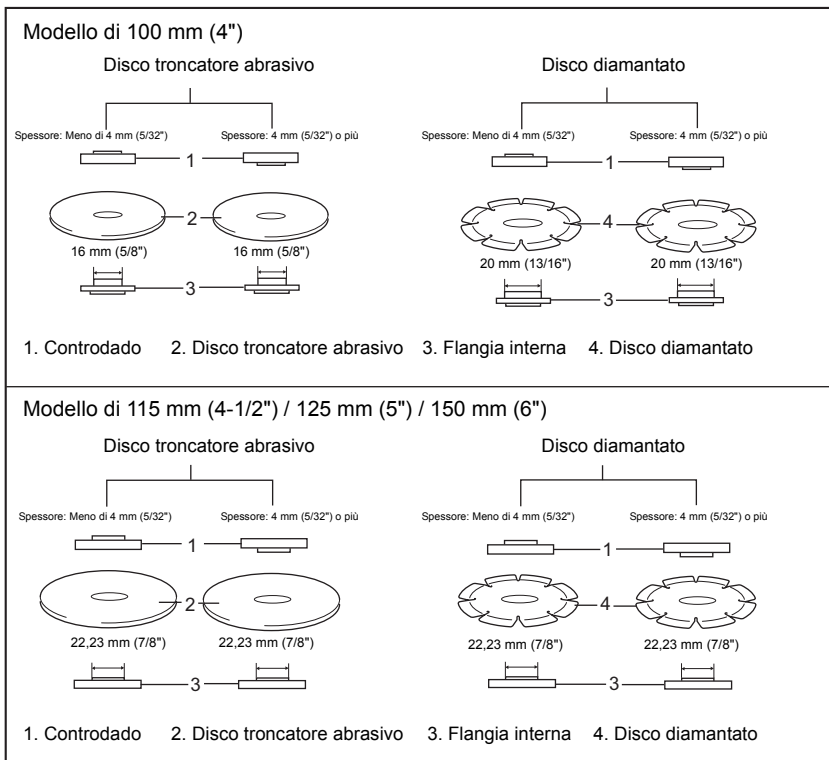 Modello di 100 mm (4")
Disco troncatore abrasivo Disco diamantato
Spessore: Meno di 4 mm (5/32") Spessore: 4 mm (5/32") o più Spessore: Meno di 4 mm (5/32") Spessore: 4 mm (5/32") o più
1 1
2 4
16 mm (5/8") 16 mm (5/8") 20 mm (13/16") 20 mm (13/16")
3 3
1. Controdado 2. Disco troncatore abrasivo 3. Flangia interna 4. Disco diamantato
Modello di 115 mm (4-1/2") / 125 mm (5") / 150 mm (6")
Disco troncatore abrasivo Disco diamantato
Spessore: Meno di 4 mm (5/32") Spessore: 4 mm (5/32") o più Spessore: Meno di 4 mm (5/32") Spessore: 4 mm (5/32") o più
1 1
2 4
22,23 mm (7/8") 22,23 mm (7/8") 22,23 mm (7/8") 22,23 mm (7/8")
3 3
1. Controdado 2. Disco troncatore abrasivo 3. Flangia interna 4. Disco diamantato